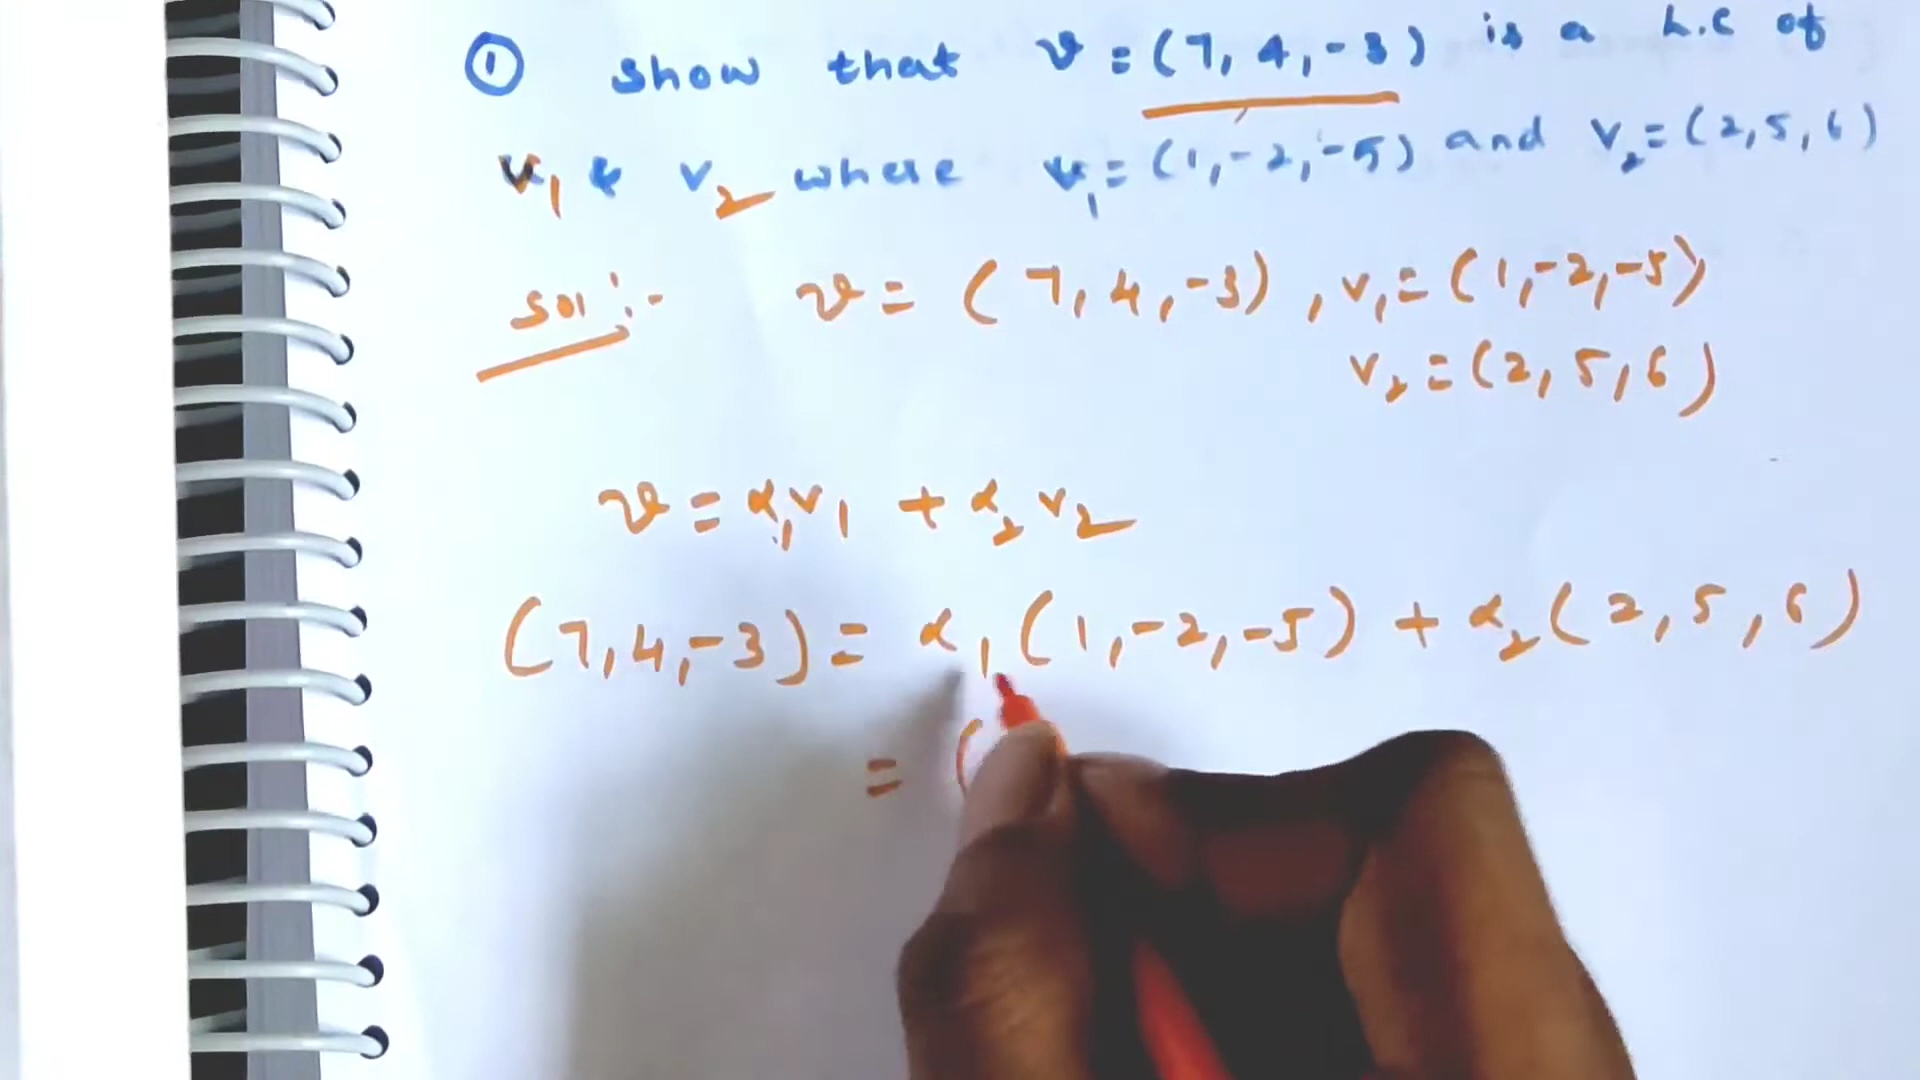 ① Show that v = (7, 4, -3) is a L.C of
v₁ & v₂ where v₁ = (1, -2, -5) and v₂ = (2, 5, 6)
Sol :- v = (7, 4, -3) , v₁ = (1, -2, -5)
v₂ = (2, 5, 6)
v = α₁v₁ + α₂v₂
(7, 4, -3) = α₁(1, -2, -5) + α₂(2, 5, 6)
= (